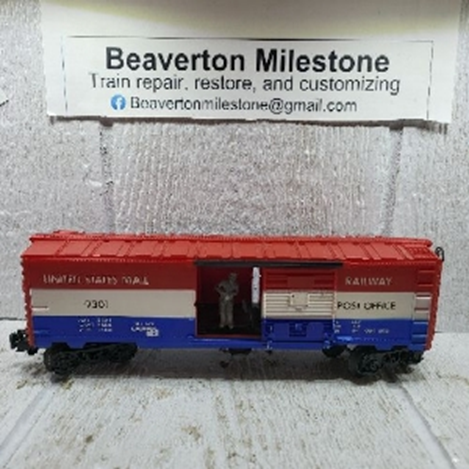 Beaverton Milestone
Train repair, restore, and customizing
Beavertonmilestone@gmail.com
UNITED STATES MAIL
RAILWAY
9301
POST OFFICE